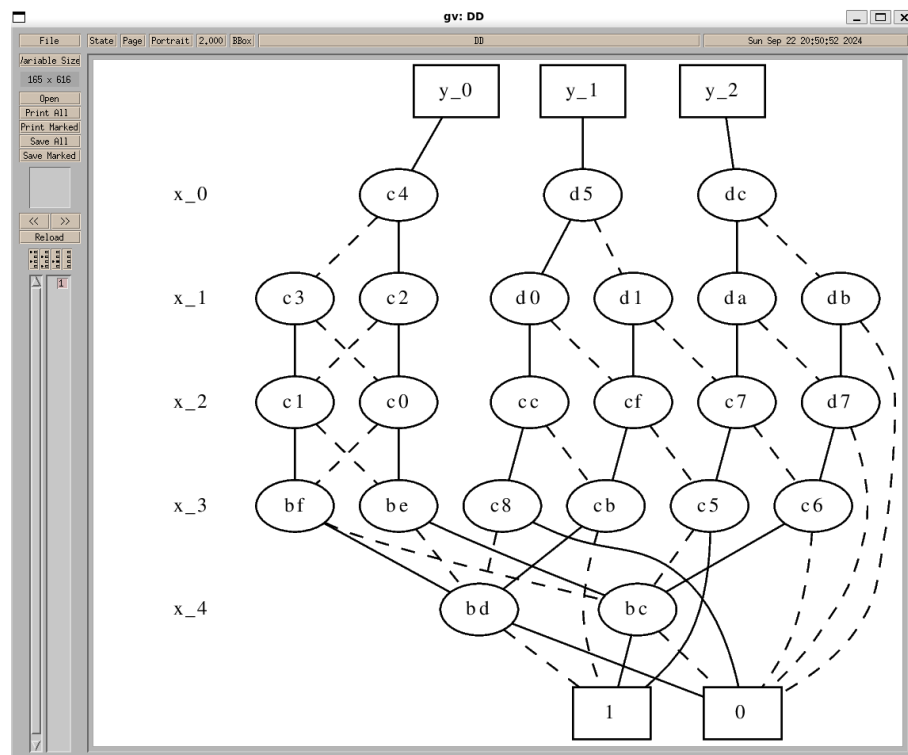 gv: DD
File State Page Portrait 2.000 BBox DD Sun Sep 22 20:50:52 2024
Variable Size
165 x 616
Open
Print All
Print Marked
Save All
Save Marked
<< >>
Reload
1
y_0 y_1 y_2
x_0 c4 d5 dc
x_1 c3 c2 d0 d1 da db
x_2 c1 c0 cc cf c7 d7
x_3 bf be c8 cb c5 c6
x_4 bd bc
1 0